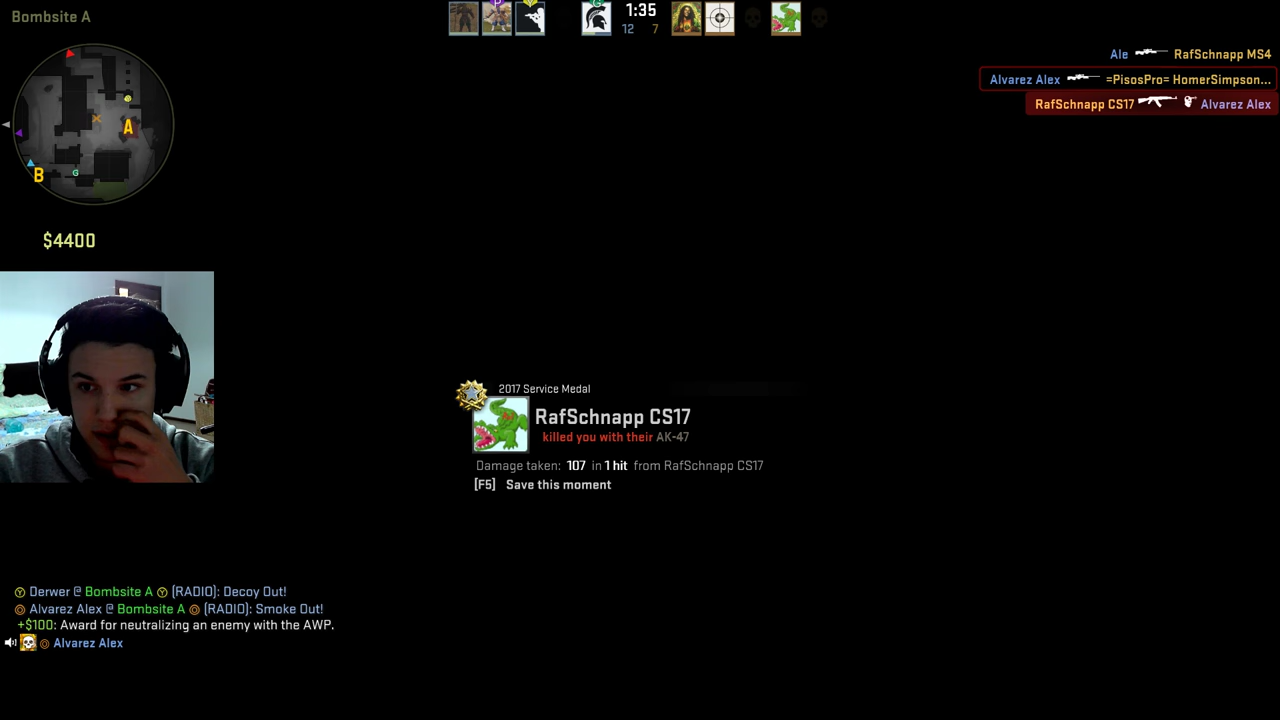 Bombsite A
1:35
12 7
A
B
G
$4400
Ale RafSchnapp MS4
Alvarez Alex =PisosPro= HomerSimpson...
RafSchnapp CS17 Alvarez Alex
2017 Service Medal
RafSchnapp CS17
killed you with their AK-47
Damage taken: 107 in 1 hit from RafSchnapp CS17
[F5] Save this moment
Y Derwer @ Bombsite A Y (RADIO): Decoy Out!
O Alvarez Alex @ Bombsite A O (RADIO): Smoke Out!
+$100: Award for neutralizing an enemy with the AWP.
O Alvarez Alex